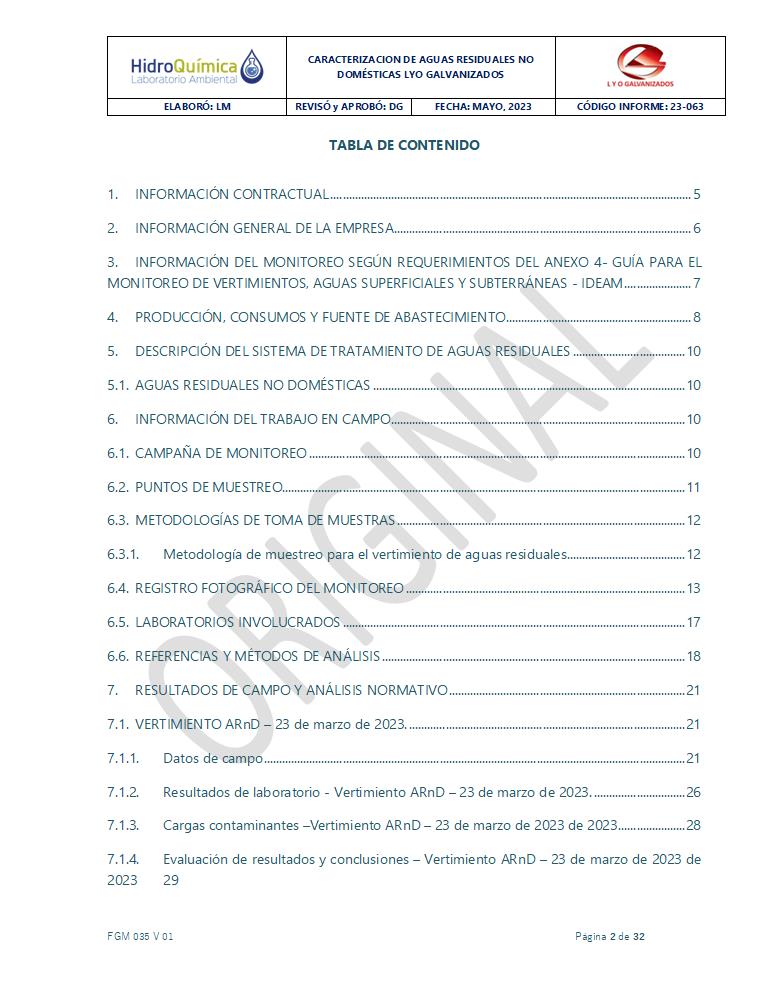 HidroQuímica
Laboratorio Ambiental
CARACTERIZACION DE AGUAS RESIDUALES NO
DOMÉSTICAS LYO GALVANIZADOS
L Y O GALVANIZADOS
ELABORÓ: LM
REVISÓ y APROBÓ: DG
FECHA: MAYO, 2023
CÓDIGO INFORME: 23-063
TABLA DE CONTENIDO
1. INFORMACIÓN CONTRACTUAL 5
2. INFORMACIÓN GENERAL DE LA EMPRESA 6
3. INFORMACIÓN DEL MONITOREO SEGÚN REQUERIMIENTOS DEL ANEXO 4- GUÍA PARA EL
MONITOREO DE VERTIMIENTOS, AGUAS SUPERFICIALES Y SUBTERRÁNEAS - IDEAM 7
4. PRODUCCIÓN, CONSUMOS Y FUENTE DE ABASTECIMIENTO 8
5. DESCRIPCIÓN DEL SISTEMA DE TRATAMIENTO DE AGUAS RESIDUALES 10
5.1. AGUAS RESIDUALES NO DOMÉSTICAS 10
6. INFORMACIÓN DEL TRABAJO EN CAMPO 10
6.1. CAMPAÑA DE MONITOREO 10
6.2. PUNTOS DE MUESTREO 11
6.3. METODOLOGÍAS DE TOMA DE MUESTRAS 12
6.3.1. Metodología de muestreo para el vertimiento de aguas residuales 12
6.4. REGISTRO FOTOGRÁFICO DEL MONITOREO 13
6.5. LABORATORIOS INVOLUCRADOS 17
6.6. REFERENCIAS Y MÉTODOS DE ANÁLISIS 18
7. RESULTADOS DE CAMPO Y ANÁLISIS NORMATIVO 21
7.1. VERTIMIENTO ARnD – 23 de marzo de 2023. 21
7.1.1. Datos de campo 21
7.1.2. Resultados de laboratorio - Vertimiento ARnD – 23 de marzo de 2023. 26
7.1.3. Cargas contaminantes –Vertimiento ARnD – 23 de marzo de 2023 de 2023 28
7.1.4. Evaluación de resultados y conclusiones – Vertimiento ARnD – 23 de marzo de 2023 de
2023 29
ORIGINAL
FGM 035 V 01
Página 2 de 32